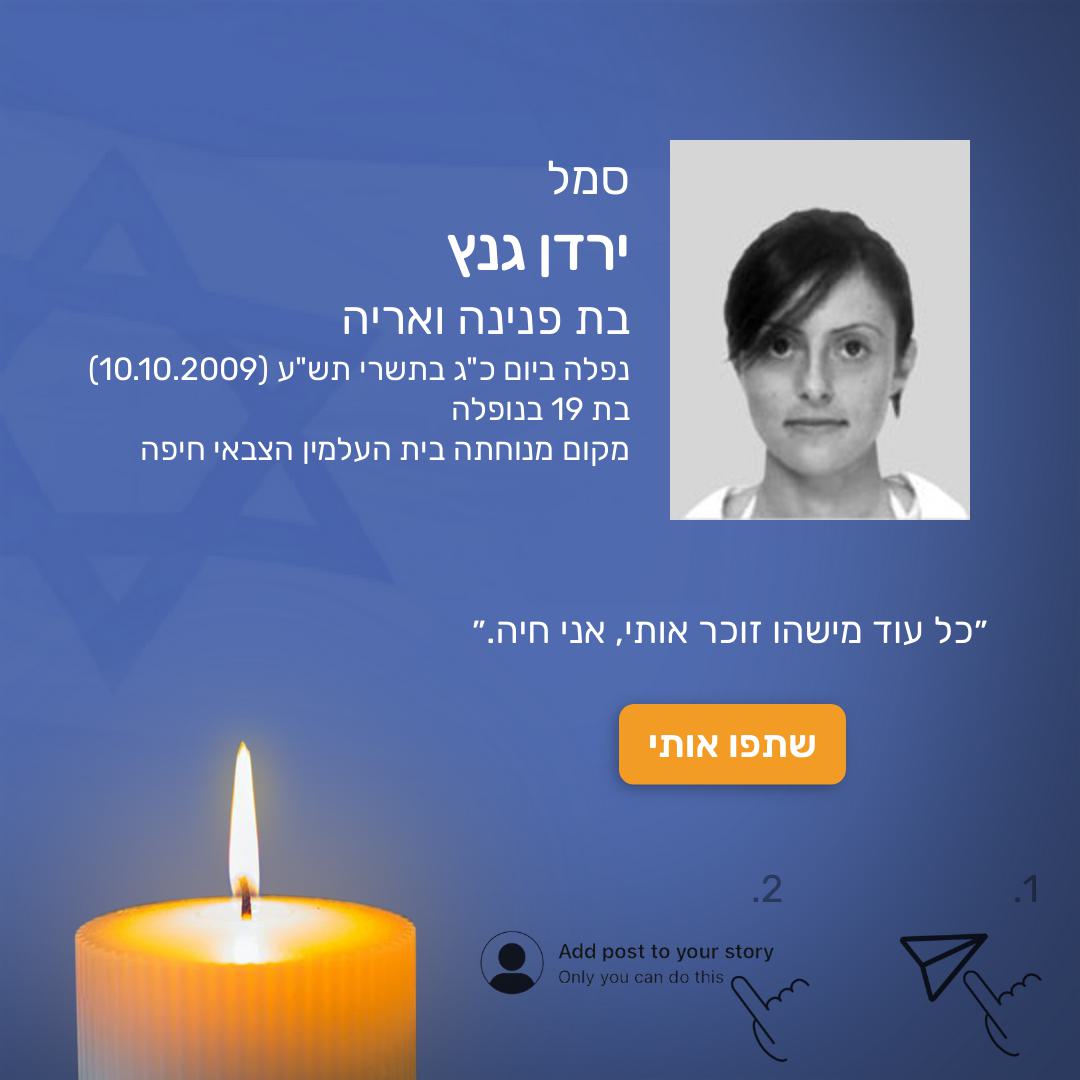 סמל
ירדן גנץ
בת פנינה ואריה
נפלה ביום כ"ג בתשרי תש"ע (10.10.2009)
בת 19 בנופלה
מקום מנוחתה בית העלמין הצבאי חיפה
״כל עוד מישהו זוכר אותי, אני חיה.״
שתפו אותי
1.
2.
Add post to your story
Only you can do this